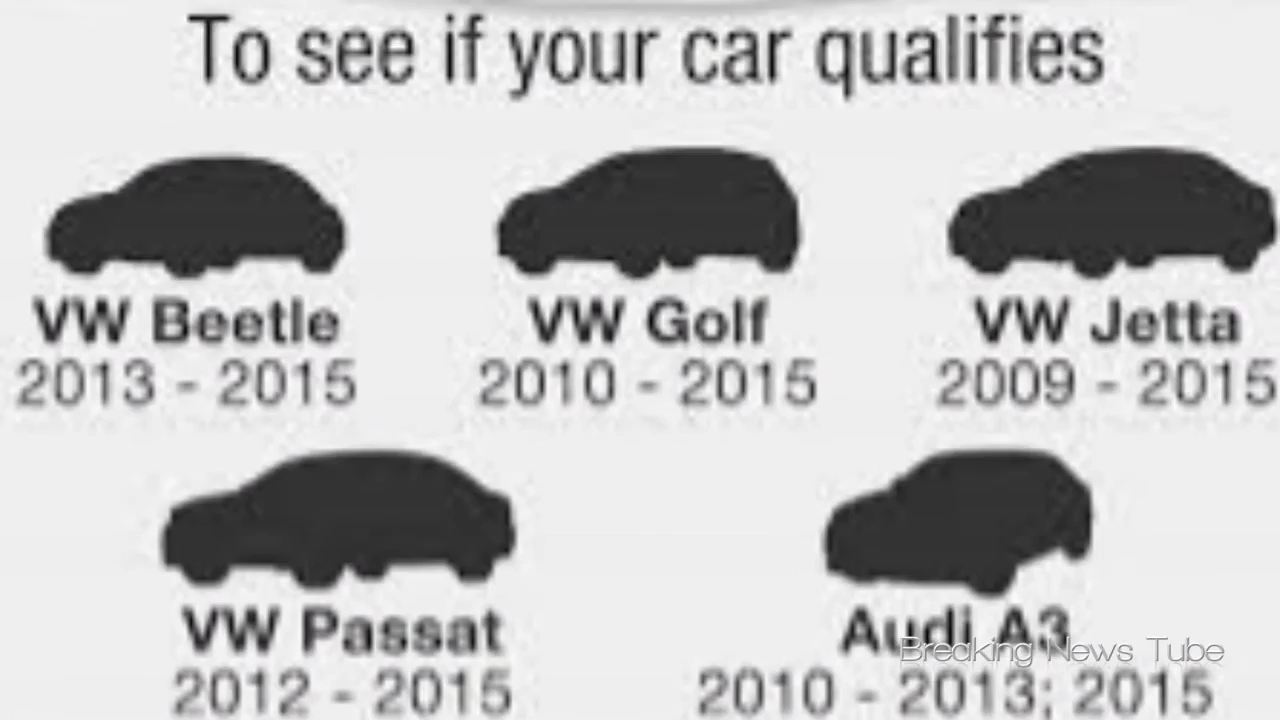 To see if your car qualifies
VW Beetle
2013 - 2015
VW Golf
2010 - 2015
VW Jetta
2009 - 2015
VW Passat
2012 - 2015
Audi A3
2010 - 2013; 2015
Breaking News Tube